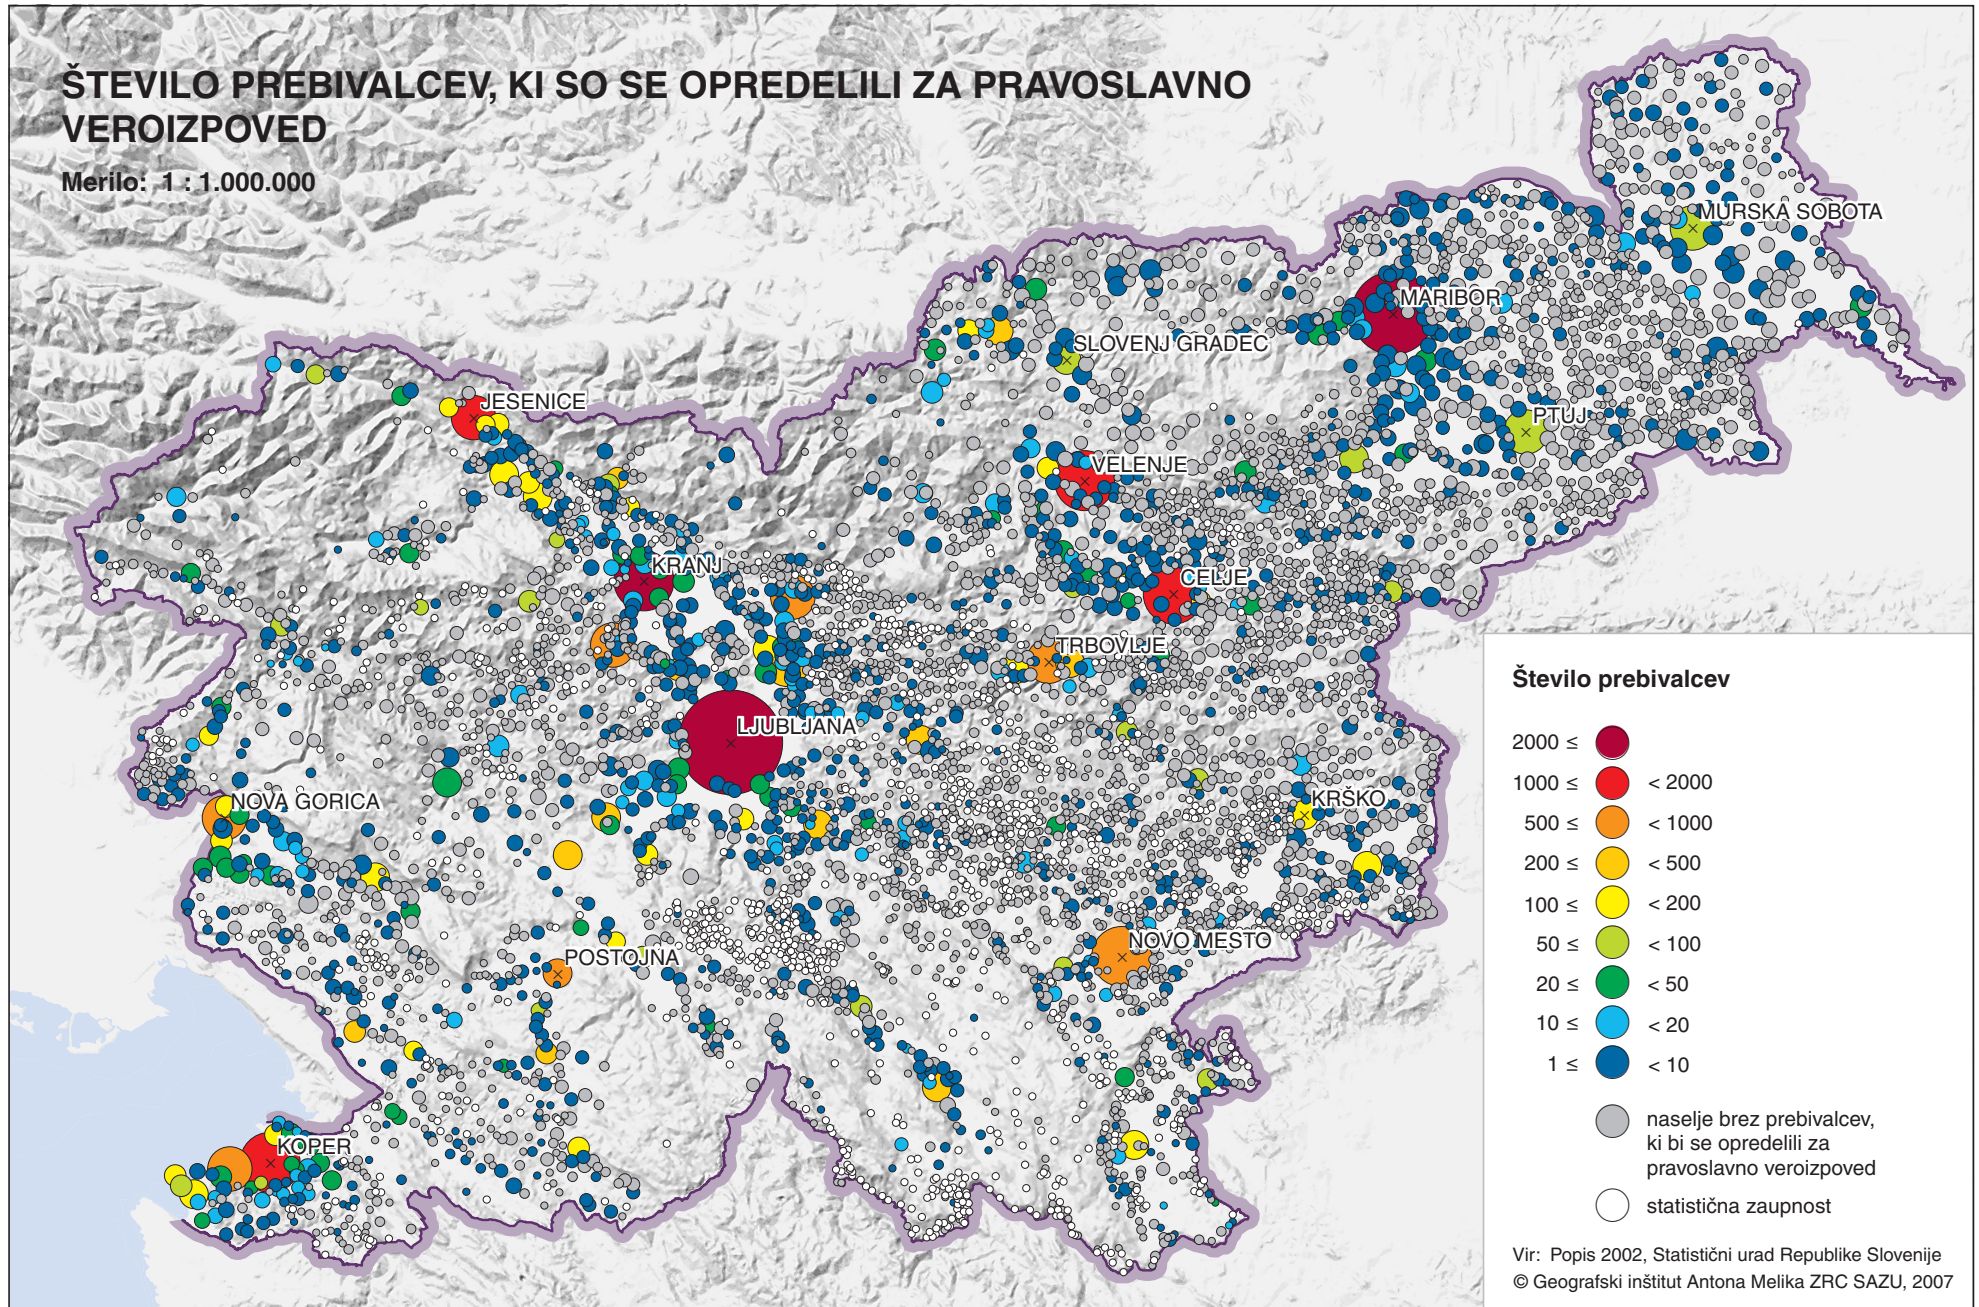 ŠTEVILO PREBIVALCEV, KI SO SE OPREDELILI ZA PRAVOSLAVNO
VEROIZPOVED
Merilo: 1 : 1.000.000
MURSKA SOBOTA
MARIBOR
SLOVENJ GRADEC
JESENICE
PTUJ
VELENJE
KRANJ
CELJE
TRBOVLJE
LJUBLJANA
NOVA GORICA
KRŠKO
NOVO MESTO
POSTOJNA
KOPER
Število prebivalcev
2000 ≤
1000 ≤ < 2000
500 ≤ < 1000
200 ≤ < 500
100 ≤ < 200
50 ≤ < 100
20 ≤ < 50
10 ≤ < 20
1 ≤ < 10
naselje brez prebivalcev,
ki bi se opredelili za
pravoslavno veroizpoved
statistična zaupnost
Vir: Popis 2002, Statistični urad Republike Slovenije
© Geografski inštitut Antona Melika ZRC SAZU, 2007